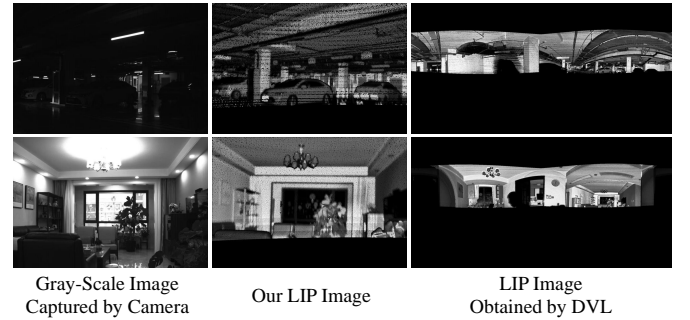 Gray-Scale Image
Captured by Camera
Our LIP Image
LIP Image
Obtained by DVL